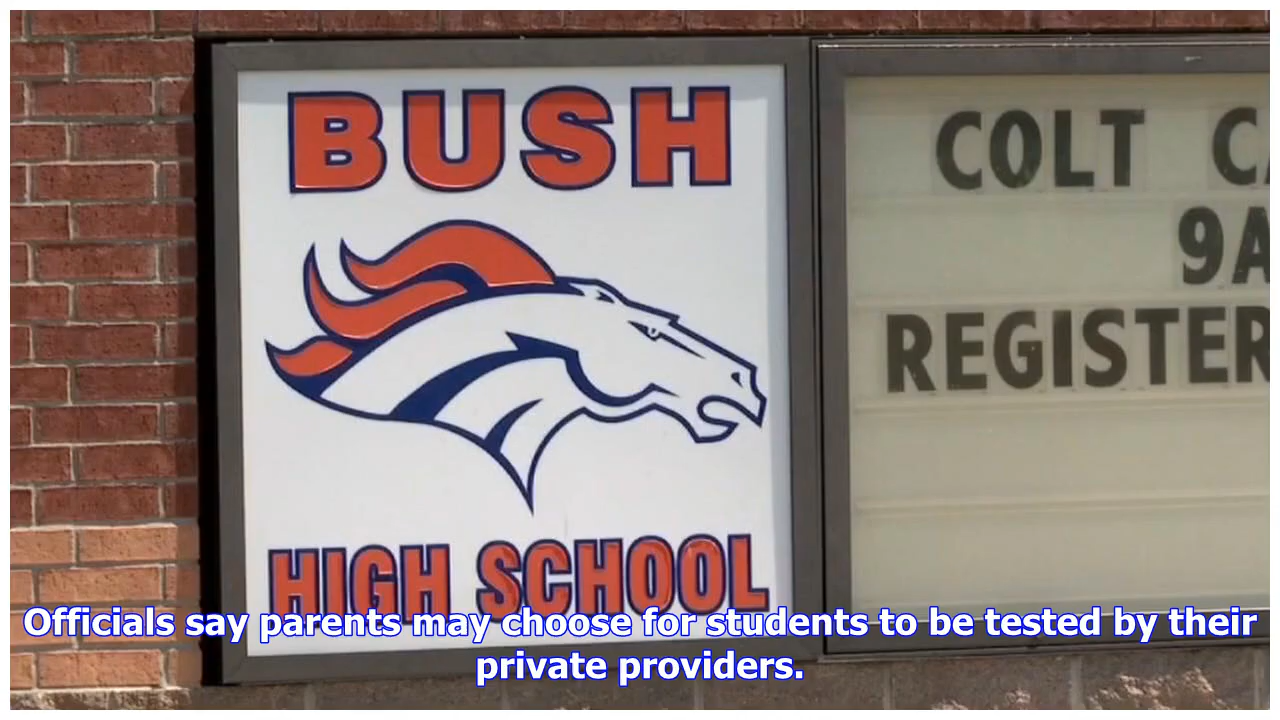 BUSH
HIGH SCHOOL
COLT
9A
REGISTER
Officials say parents may choose for students to be tested by their
private providers.